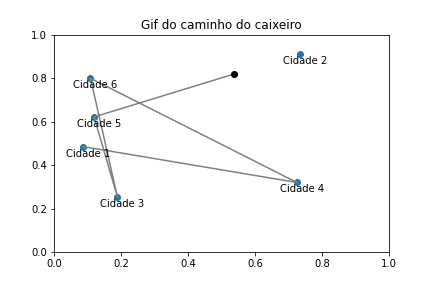 Gif do caminho do caixeiro
1.0
0.8
0.6
0.4
0.2
0.0
Cidade 2
Cidade 6
Cidade 5
Cidade 1
Cidade 4
Cidade 3
0.0 0.2 0.4 0.6 0.8 1.0